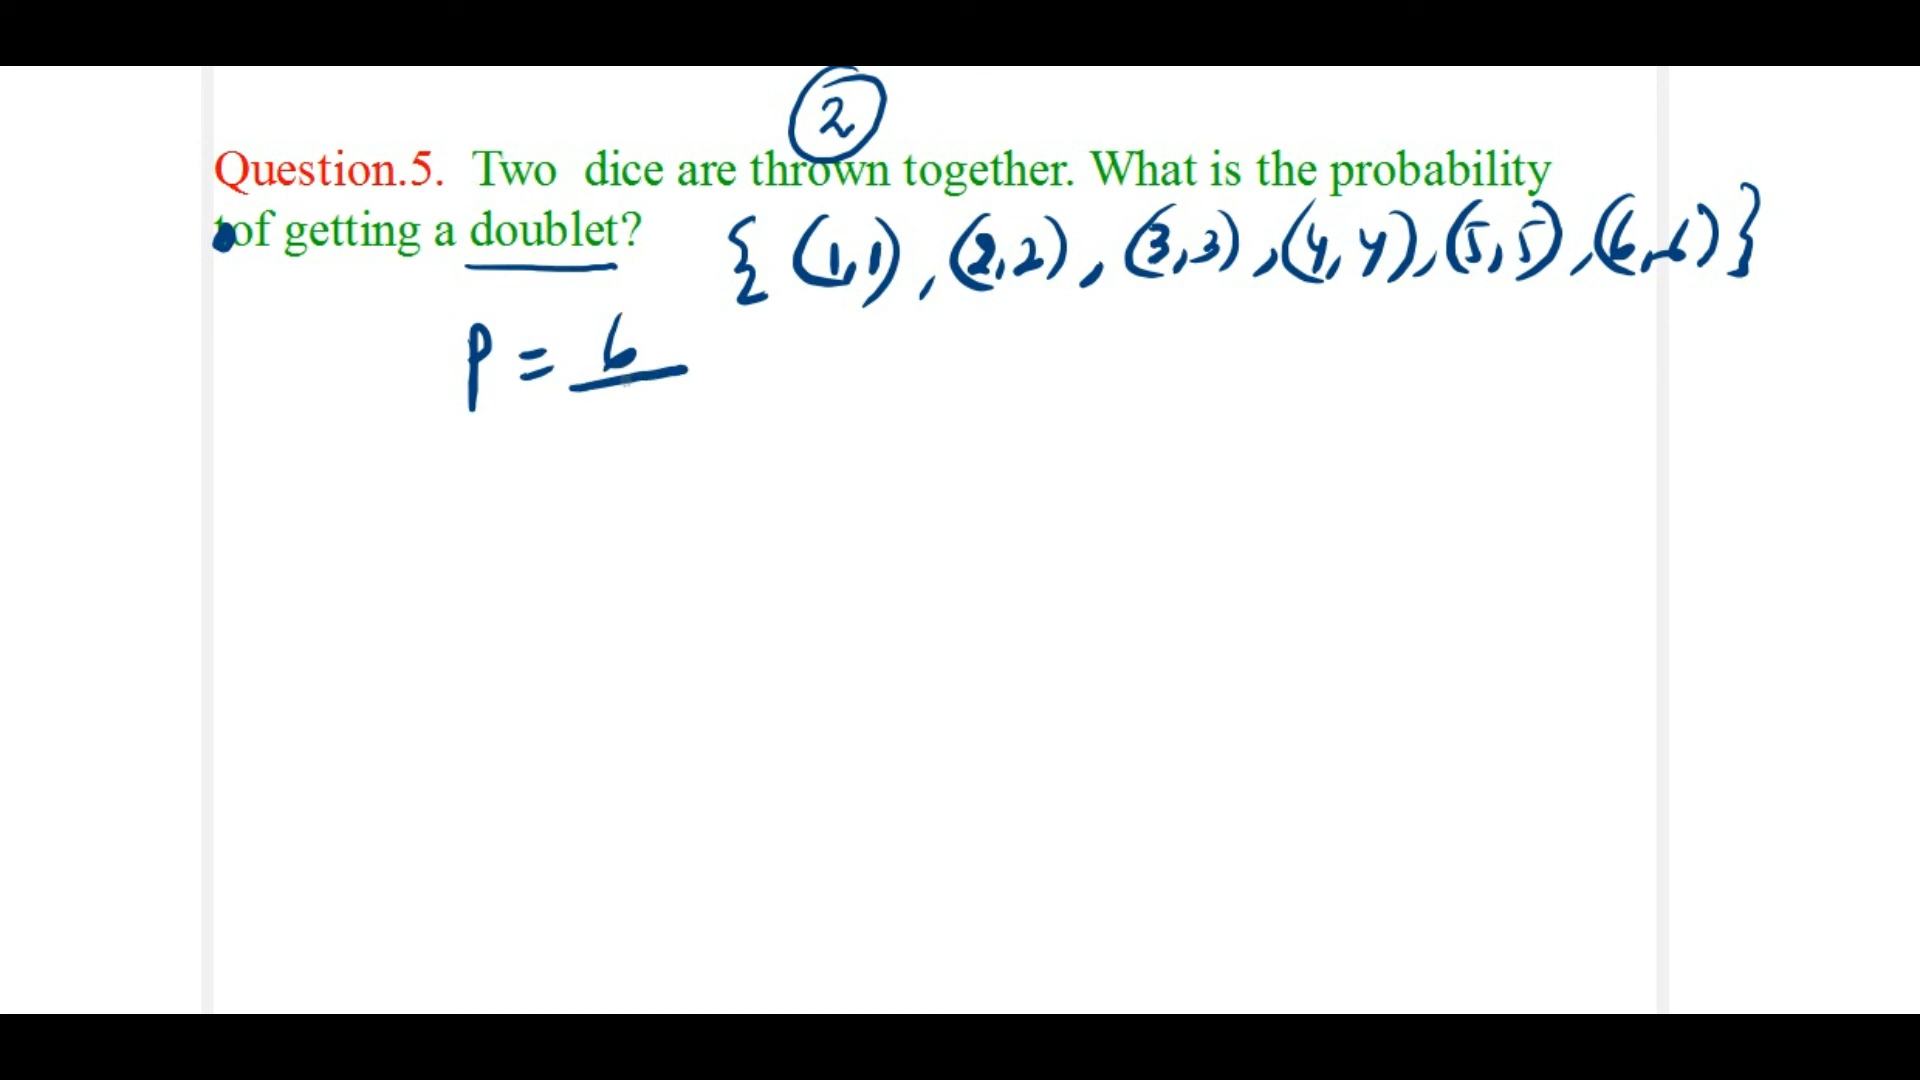 2
Question.5. Two dice are thrown together. What is the probability
of getting a doublet?
{ (1,1), (2,2), (3,3), (4,4), (5,5), (6,6) }
P = 6